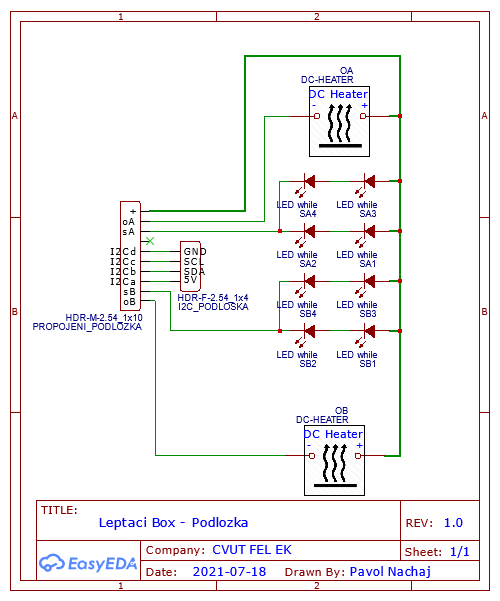 1 2
OA
DC-HEATER
DC Heater
- +
A A
LED while LED while
SA4 SA3
+
oA
sA
I2Cd GND
I2Cc SCL
I2Cb SDA
I2Ca 5V
sB
oB
LED while LED while
SA2 SA1
HDR-F-2.54_1x4
I2C_PODLOSKA
HDR-M-2.54_1x10
PROPOJENI_PODLOZKA
LED while LED while
SB4 SB3
B B
LED while LED while
SB2 SB1
OB
DC-HEATER
DC Heater
- +
TITLE:
Leptaci Box - Podlozka
REV: 1.0
EasyEDA
Company: CVUT FEL EK
Sheet: 1/1
Date: 2021-07-18 Drawn By: Pavol Nachaj
1 2